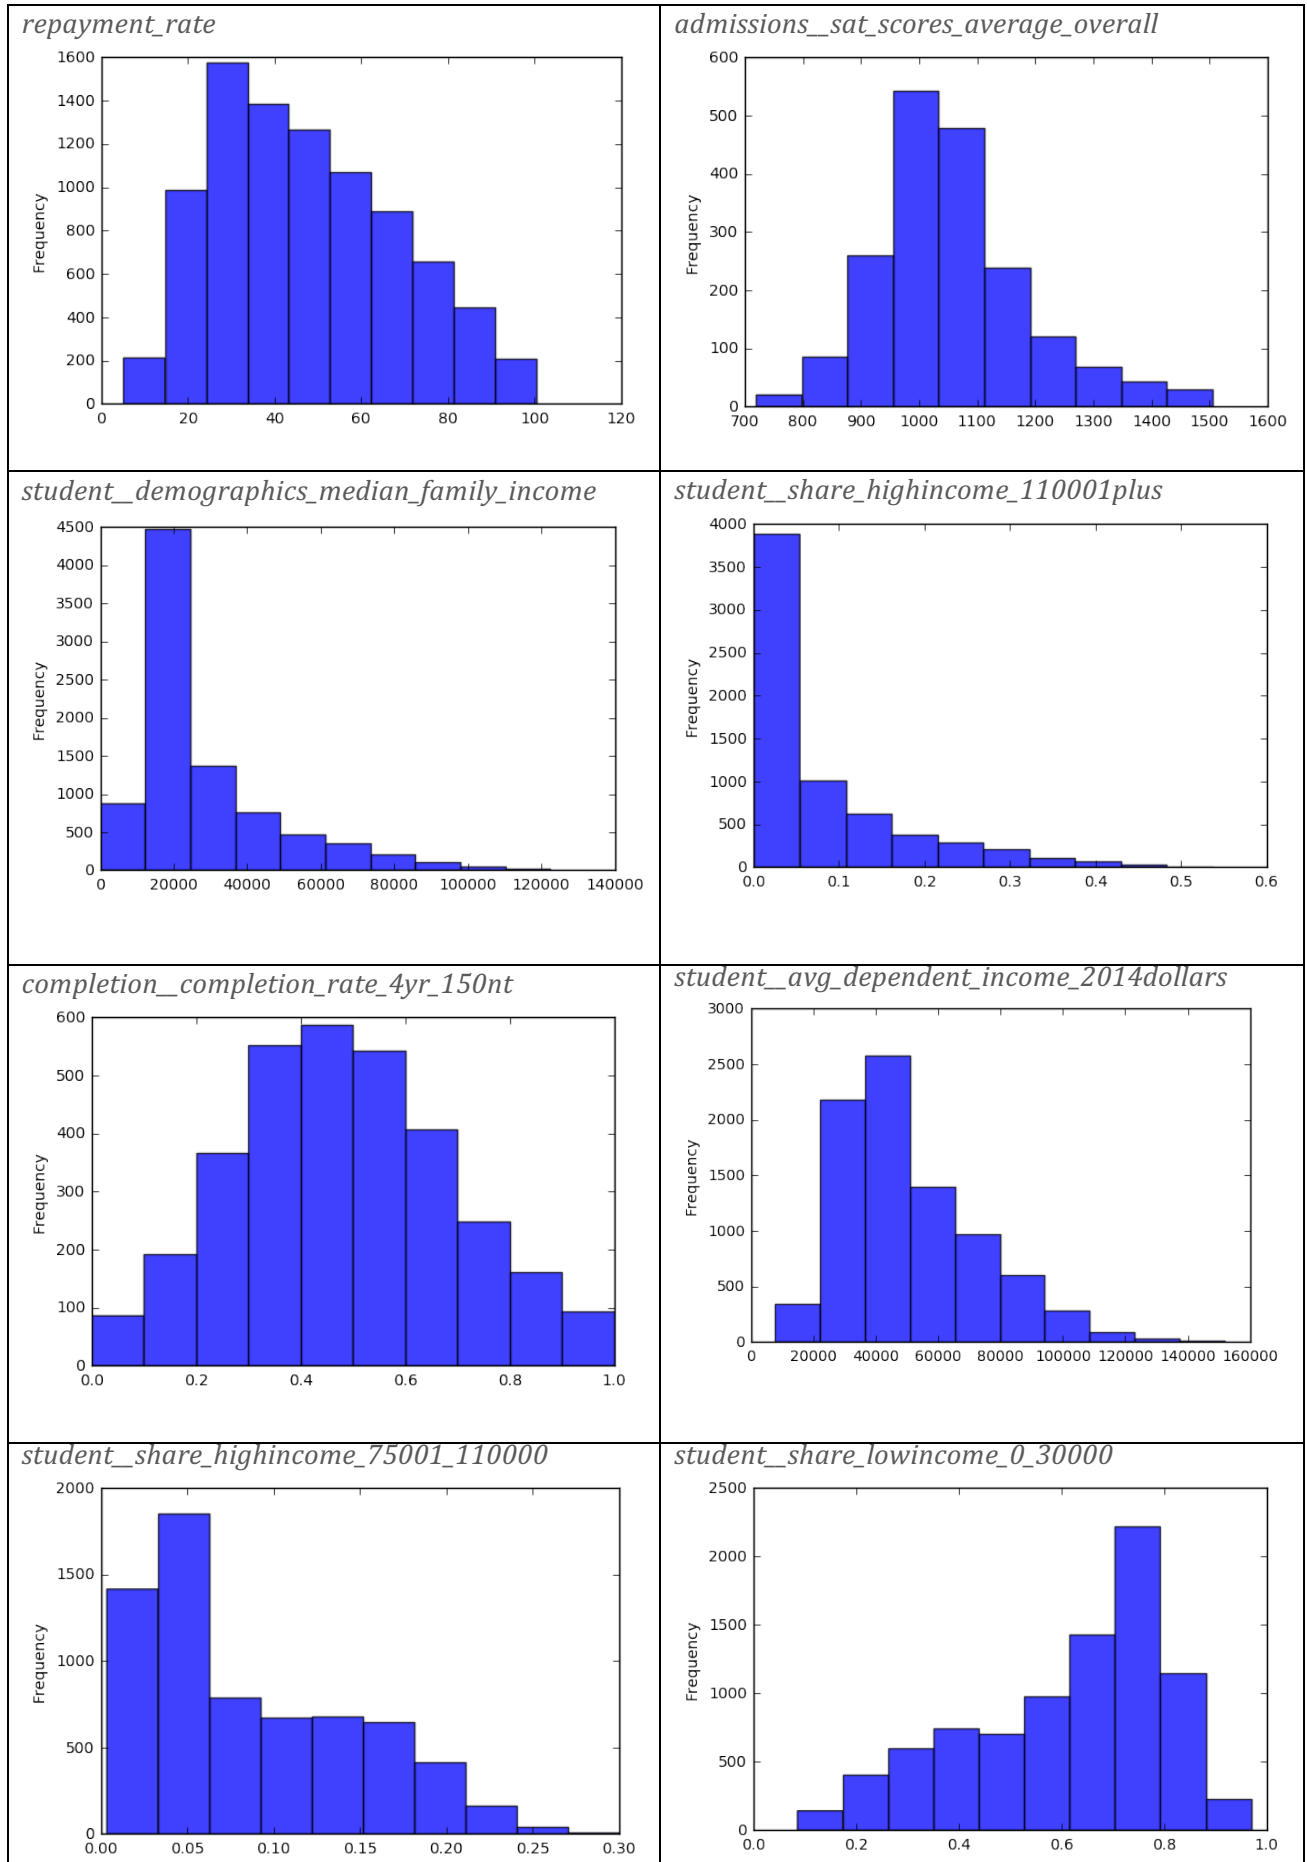 repayment_rate
1600
1400
1200
1000
800
600
400
200
0
Frequency
0 20 40 60 80 100 120
admissions__sat_scores_average_overall
600
500
400
300
200
100
0
Frequency
700 800 900 1000 1100 1200 1300 1400 1500 1600
student__demographics_median_family_income
4500
4000
3500
3000
2500
2000
1500
1000
500
0
Frequency
0 20000 40000 60000 80000 100000 120000 140000
student__share_highincome_110001plus
4000
3500
3000
2500
2000
1500
1000
500
0
Frequency
0.0 0.1 0.2 0.3 0.4 0.5 0.6
completion__completion_rate_4yr_150nt
600
500
400
300
200
100
0
Frequency
0.0 0.2 0.4 0.6 0.8 1.0
student__avg_dependent_income_2014dollars
3000
2500
2000
1500
1000
500
0
Frequency
0 20000 40000 60000 80000 100000 120000 140000 160000
student__share_highincome_75001_110000
2000
1500
1000
500
0
Frequency
0.00 0.05 0.10 0.15 0.20 0.25 0.30
student__share_lowincome_0_30000
2500
2000
1500
1000
500
0
Frequency
0.0 0.2 0.4 0.6 0.8 1.0